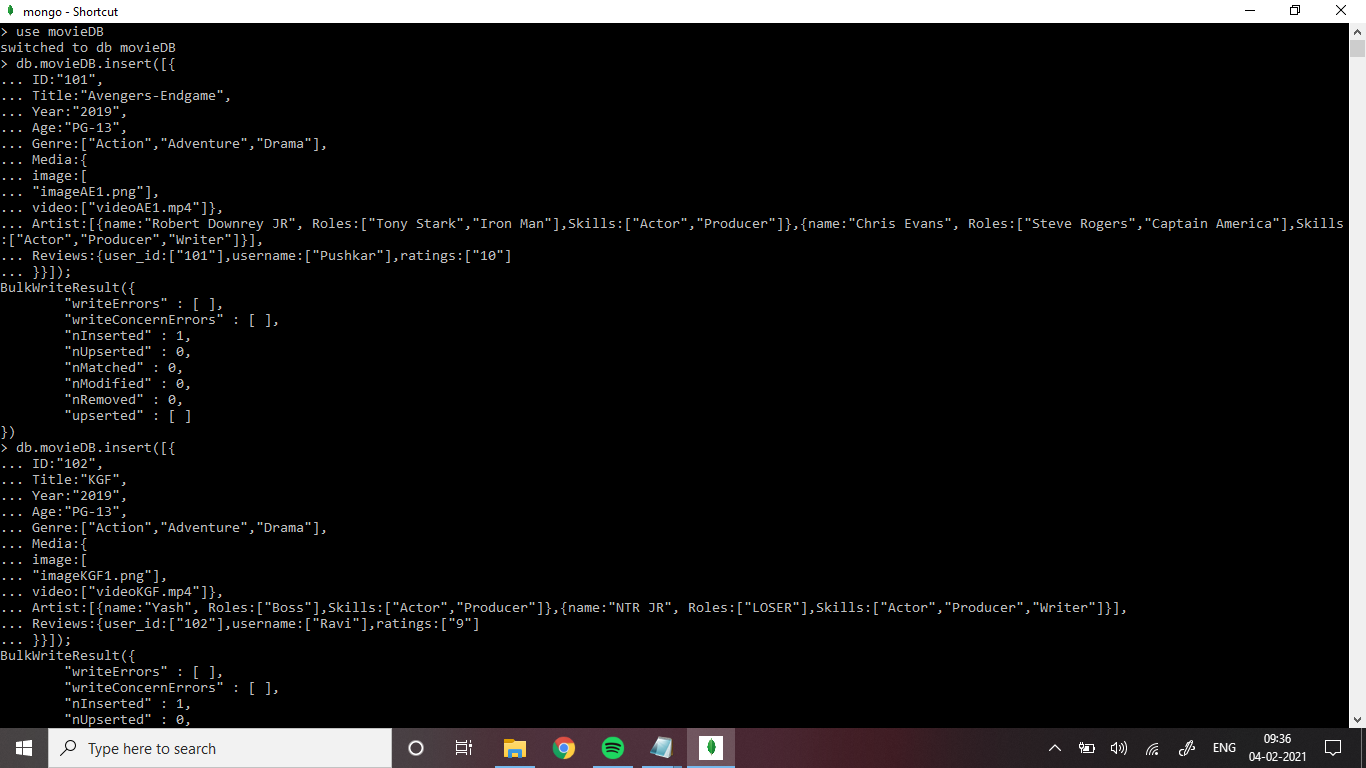 mongo - Shortcut
> use movieDB
switched to db movieDB
> db.movieDB.insert([{
... ID:"101",
... Title:"Avengers-Endgame",
... Year:"2019",
... Age:"PG-13",
... Genre:["Action","Adventure","Drama"],
... Media:{
... image:[
... "imageAE1.png"],
... video:["videoAE1.mp4"]},
... Artist:[{name:"Robert Downrey JR", Roles:["Tony Stark","Iron Man"],Skills:["Actor","Producer"]},{name:"Chris Evans", Roles:["Steve Rogers","Captain America"],Skills
:["Actor","Producer","Writer"]}],
... Reviews:{user_id:["101"],username:["Pushkar"],ratings:["10"]
... }}]);
BulkWriteResult({
        "writeErrors" : [ ],
        "writeConcernErrors" : [ ],
        "nInserted" : 1,
        "nUpserted" : 0,
        "nMatched" : 0,
        "nModified" : 0,
        "nRemoved" : 0,
        "upserted" : [ ]
})
> db.movieDB.insert([{
... ID:"102",
... Title:"KGF",
... Year:"2019",
... Age:"PG-13",
... Genre:["Action","Adventure","Drama"],
... Media:{
... image:[
... "imageKGF1.png"],
... video:["videoKGF.mp4"]},
... Artist:[{name:"Yash", Roles:["Boss"],Skills:["Actor","Producer"]},{name:"NTR JR", Roles:["LOSER"],Skills:["Actor","Producer","Writer"]}],
... Reviews:{user_id:["102"],username:["Ravi"],ratings:["9"]
... }}]);
BulkWriteResult({
        "writeErrors" : [ ],
        "writeConcernErrors" : [ ],
        "nInserted" : 1,
        "nUpserted" : 0,
Type here to search
ENG
09:36
04-02-2021